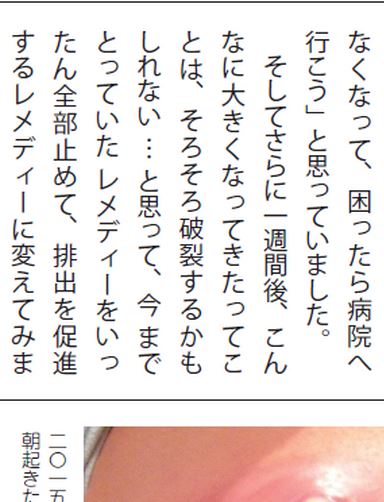 なくなって、困ったら病院へ
行こう」と思っていました。
そしてさらに一週間後、こん
なに大きくなってきたってこ
とは、そろそろ破裂するかも
しれない…と思って、今まで
とっていたレメディーをいっ
たん全部止めて、排出を促進
するレメディーに変えてみま
二〇一五
朝起きた